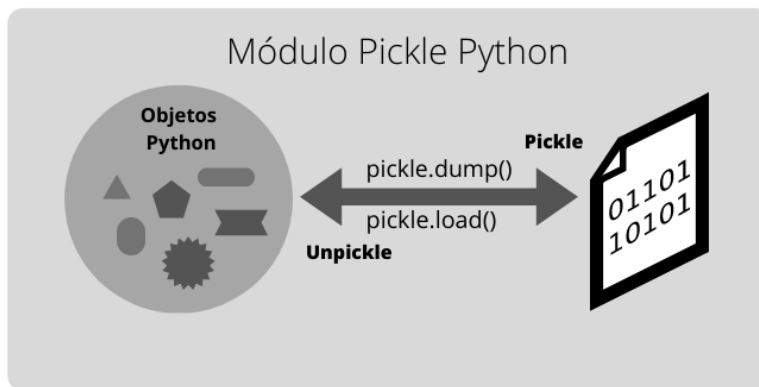 Módulo Pickle Python
Objetos
Python
Pickle
pickle.dump()
pickle.load()
Unpickle
01101
10101